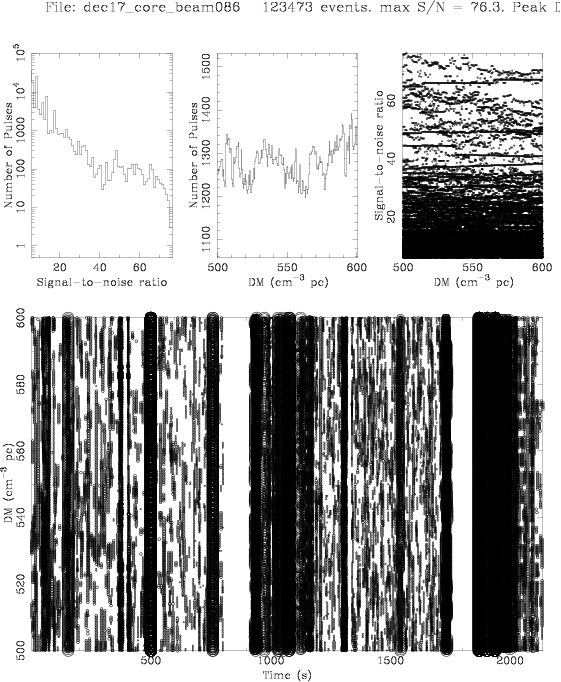 File: dec17_core_beam086 123473 events. max S/N = 76.3. Peak D
Number of Pulses
1 10 100 1000 10^4 10^5
20 40 60
Signal-to-noise ratio
Number of Pulses
1100 1200 1300 1400 1500
500 550 600
DM (cm^-3 pc)
Signal-to-noise ratio
20 40 60
500 550 600
DM (cm^-3 pc)
DM (cm^-3 pc)
500 520 540 560 580 600
500 1000 1500 2000
Time (s)